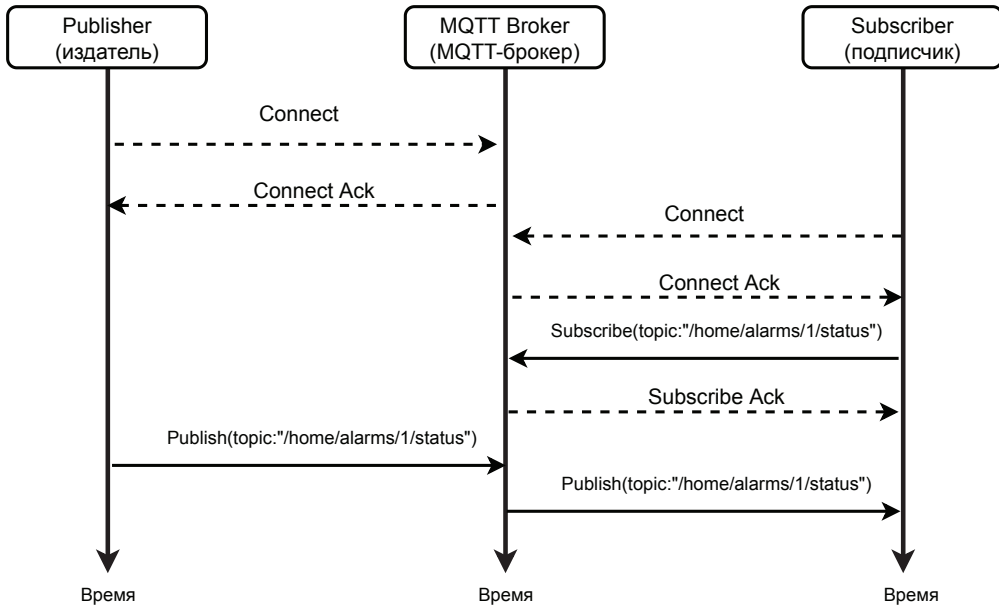 Publisher
(издатель)
MQTT Broker
(MQTT-брокер)
Subscriber
(подписчик)
Connect
Connect Ack
Connect
Connect Ack
Subscribe(topic:"/home/alarms/1/status")
Subscribe Ack
Publish(topic:"/home/alarms/1/status")
Publish(topic:"/home/alarms/1/status")
Время
Время
Время